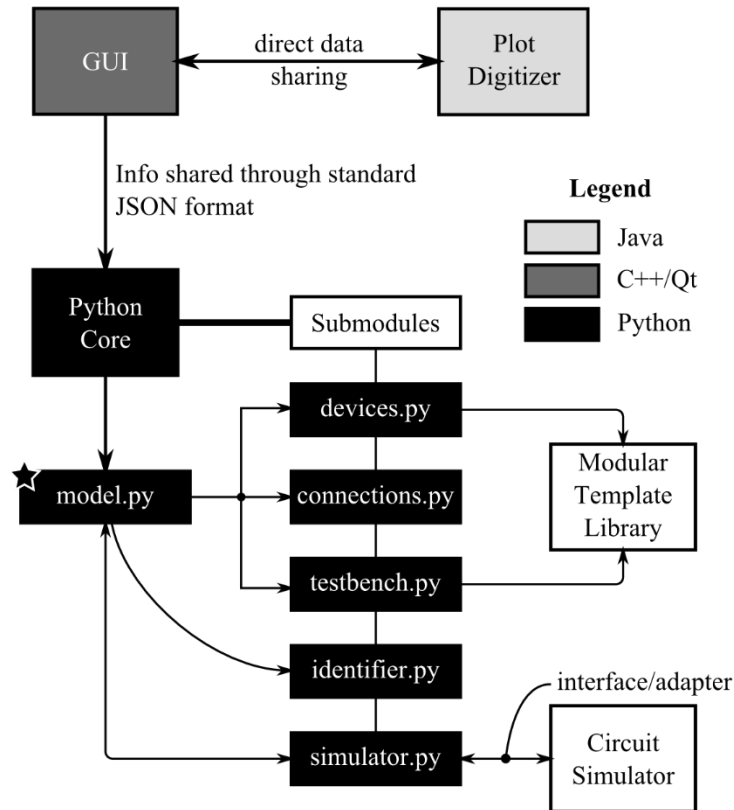 GUI
direct data
sharing
Plot
Digitizer
Info shared through standard
JSON format
Legend
Java
C++/Qt
Python
Python
Core
Submodules
devices.py
model.py
connections.py
testbench.py
Modular
Template
Library
identifier.py
interface/adapter
simulator.py
Circuit
Simulator